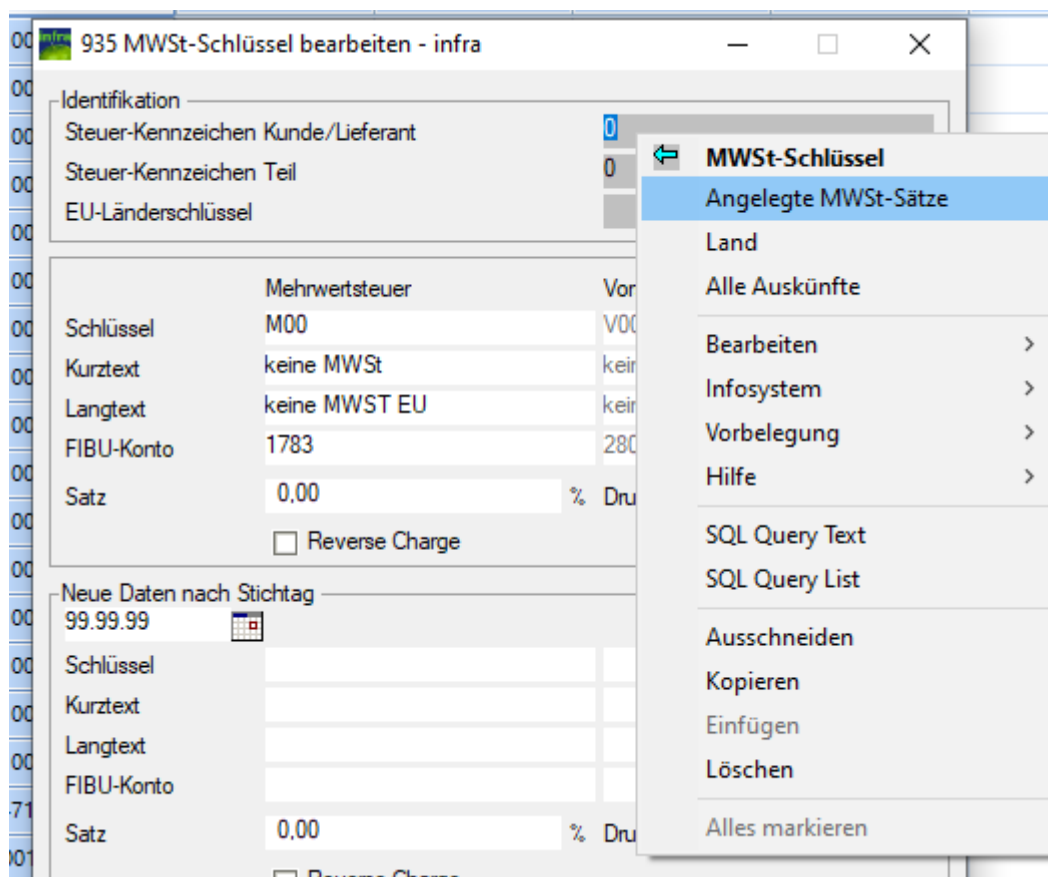 935 MWSt-Schlüssel bearbeiten - infra
Identifikation
Steuer-Kennzeichen Kunde/Lieferant 0
Steuer-Kennzeichen Teil 0
EU-Länderschlüssel
Mehrwertsteuer
Schlüssel M00 V00
Kurztext keine MWSt
Langtext keine MWST EU
FIBU-Konto 1783
Satz 0,00 %
Reverse Charge
Neue Daten nach Stichtag
99.99.99
Schlüssel
Kurztext
Langtext
FIBU-Konto
Satz 0,00 %
Reverse Charge
MWSt-Schlüssel
Angelegte MWSt-Sätze
Land
Alle Auskünfte
Bearbeiten
Infosystem
Vorbelegung
Hilfe
SQL Query Text
SQL Query List
Ausschneiden
Kopieren
Einfügen
Löschen
Alles markieren